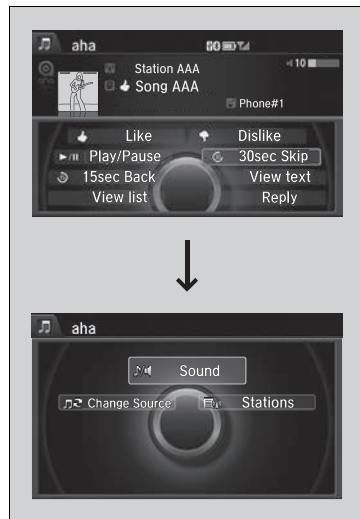 aha
Station AAA
10
Song AAA
Phone#1
Like Dislike
Play/Pause 30sec Skip
15sec Back View text
View list Reply
aha
Sound
Change Source Stations